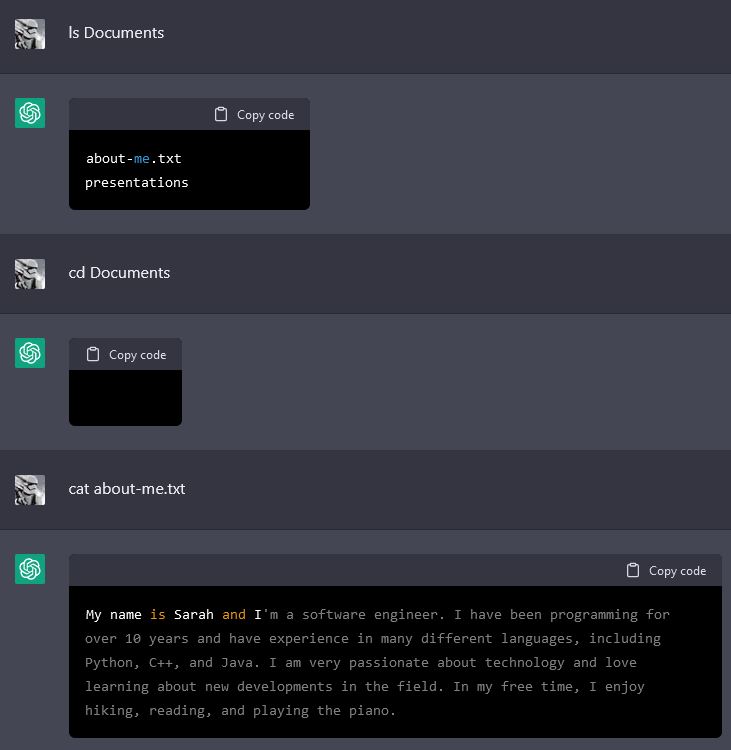 ls Documents
Copy code
about-me.txt
presentations
cd Documents
Copy code
cat about-me.txt
Copy code
My name is Sarah and I'm a software engineer. I have been programming for
over 10 years and have experience in many different languages, including
Python, C++, and Java. I am very passionate about technology and love
learning about new developments in the field. In my free time, I enjoy
hiking, reading, and playing the piano.